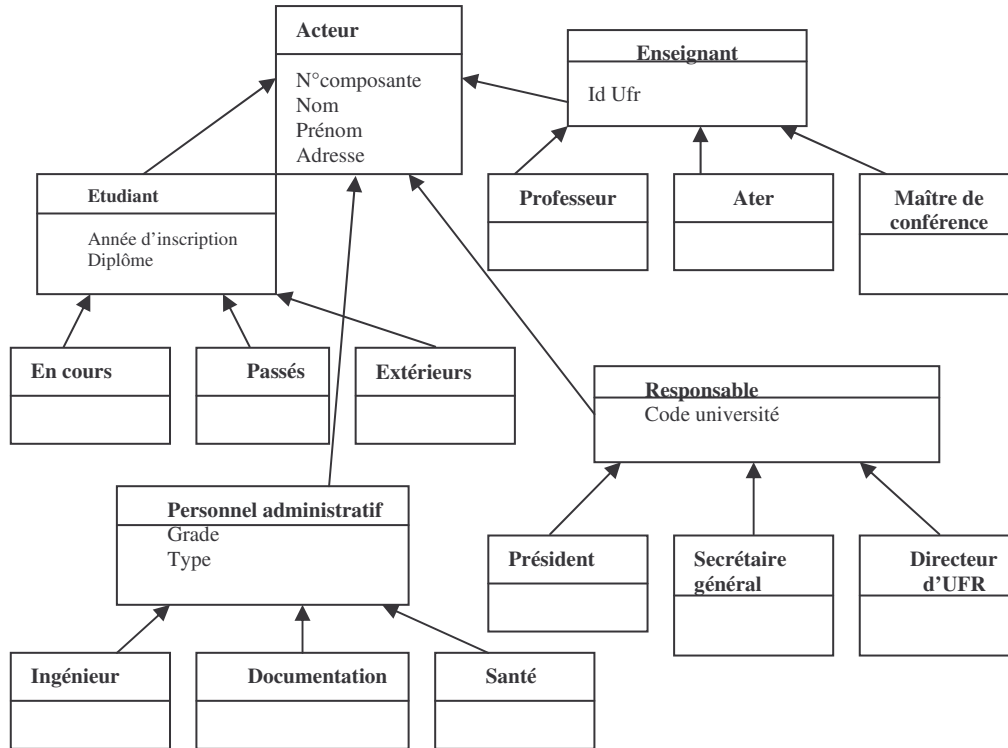 Acteur
N°composante
Nom
Prénom
Adresse
Enseignant
Id Ufr
Etudiant
Année d'inscription
Diplôme
Professeur
Ater
Maître de
conférence
En cours
Passés
Extérieurs
Responsable
Code université
Personnel administratif
Grade
Type
Président
Secrétaire
général
Directeur
d'UFR
Ingénieur
Documentation
Santé